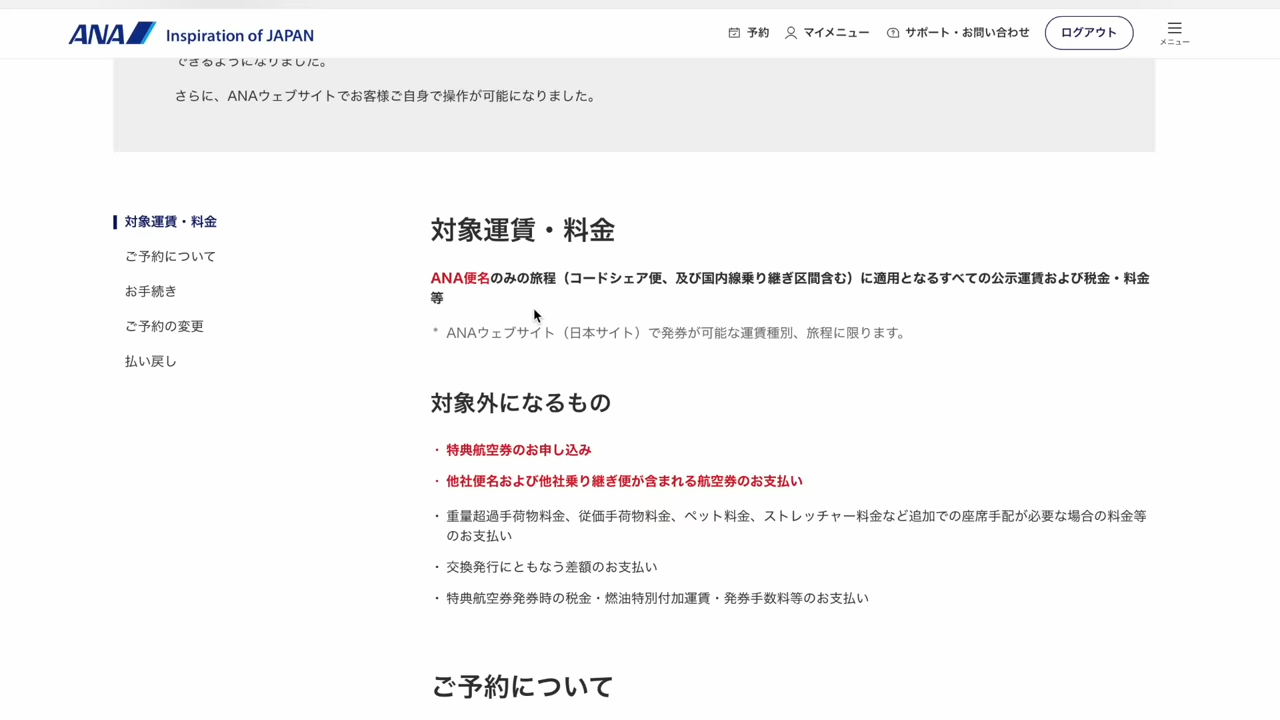 ANA Inspiration of JAPAN
予約
マイメニュー
サポート・お問い合わせ
ログアウト
メニュー
できるようになりました。
さらに、ANAウェブサイトでお客様ご自身で操作が可能になりました。
対象運賃・料金
ご予約について
お手続き
ご予約の変更
払い戻し
対象運賃・料金
ANA便名のみの旅程（コードシェア便、及び国内線乗り継ぎ区間含む）に適用となるすべての公示運賃および税金・料金
等
* ANAウェブサイト（日本サイト）で発券が可能な運賃種別、旅程に限ります。
対象外になるもの
・特典航空券のお申し込み
・他社便名および他社乗り継ぎ便が含まれる航空券のお支払い
・重量超過手荷物料金、従価手荷物料金、ペット料金、ストレッチャー料金など追加での座席手配が必要な場合の料金等
のお支払い
・交換発行にともなう差額のお支払い
・特典航空券発券時の税金・燃油特別付加運賃・発券手数料等のお支払い
ご予約について